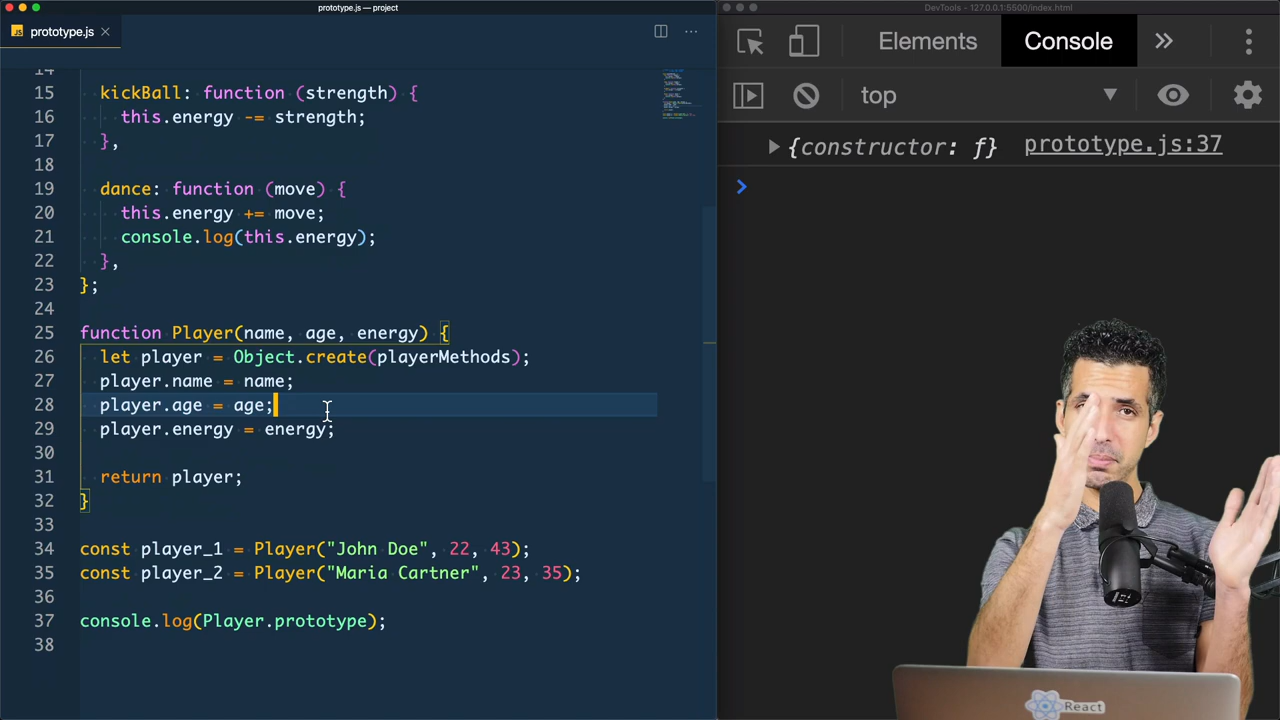 prototype.js — project
JS prototype.js ×
14
15 kickBall: function (strength) {
16 this.energy -= strength;
17 },
18
19 dance: function (move) {
20 this.energy += move;
21 console.log(this.energy);
22 },
23 };
24
25 function Player(name, age, energy) {
26 let player = Object.create(playerMethods);
27 player.name = name;
28 player.age = age;
29 player.energy = energy;
30
31 return player;
32 }
33
34 const player_1 = Player("John Doe", 22, 43);
35 const player_2 = Player("Maria Cartner", 23, 35);
36
37 console.log(Player.prototype);
38
DevTools - 127.0.0.1:5500/index.html
Elements Console »
top
{constructor: ƒ} prototype.js:37
React